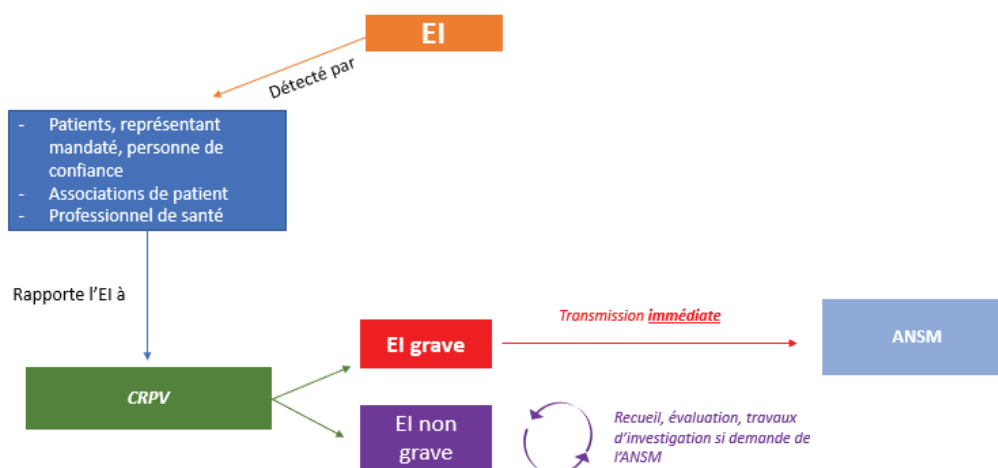 EI
Détecté par
- Patients, représentant
mandaté, personne de
confiance
- Associations de patient
- Professionnel de santé
Rapporte l’EI à
CRPV
EI grave
Transmission immédiate
ANSM
EI non
grave
Recueil, évaluation, travaux
d’investigation si demande de
l’ANSM